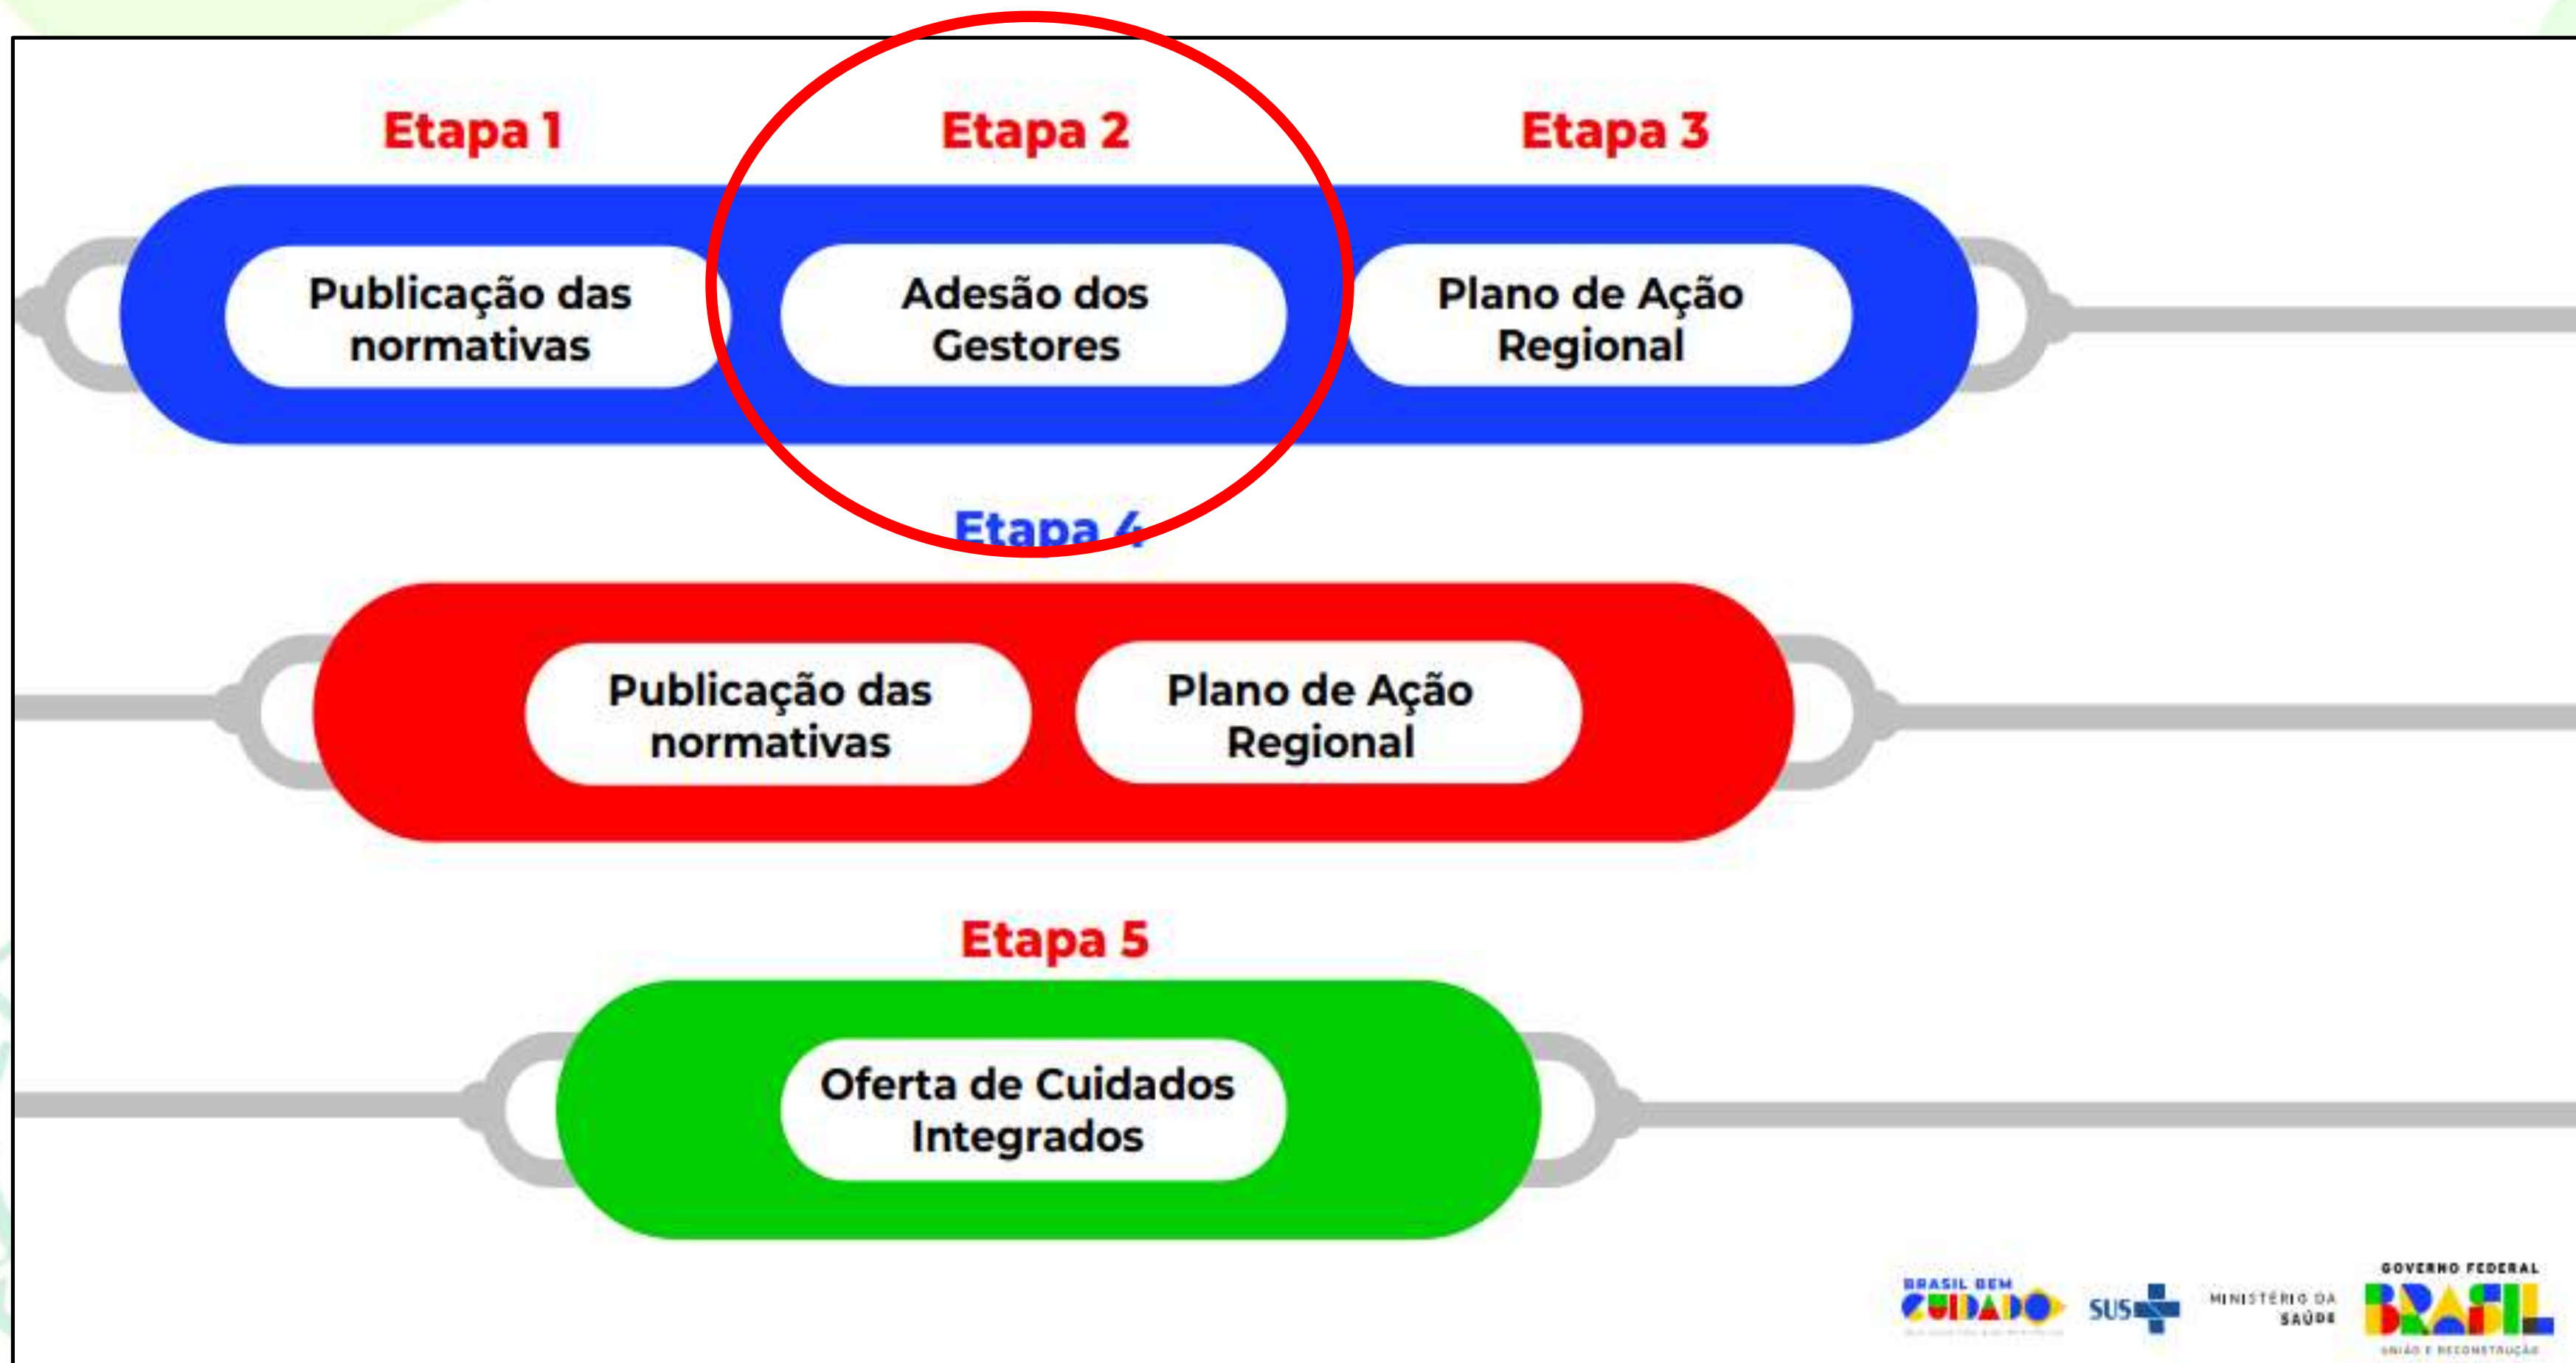 Etapa 1
Etapa 2
Etapa 3
Publicação das
normativas
Adesão dos
Gestores
Plano de Ação
Regional
Etapa 4
Publicação das
normativas
Plano de Ação
Regional
Etapa 5
Oferta de Cuidados
Integrados
BRASIL BEM
CUIDADO
SUS
MINISTÉRIO DA
SAÚDE
GOVERNO FEDERAL
BRASIL
UNIÃO E RECONSTRUÇÃO